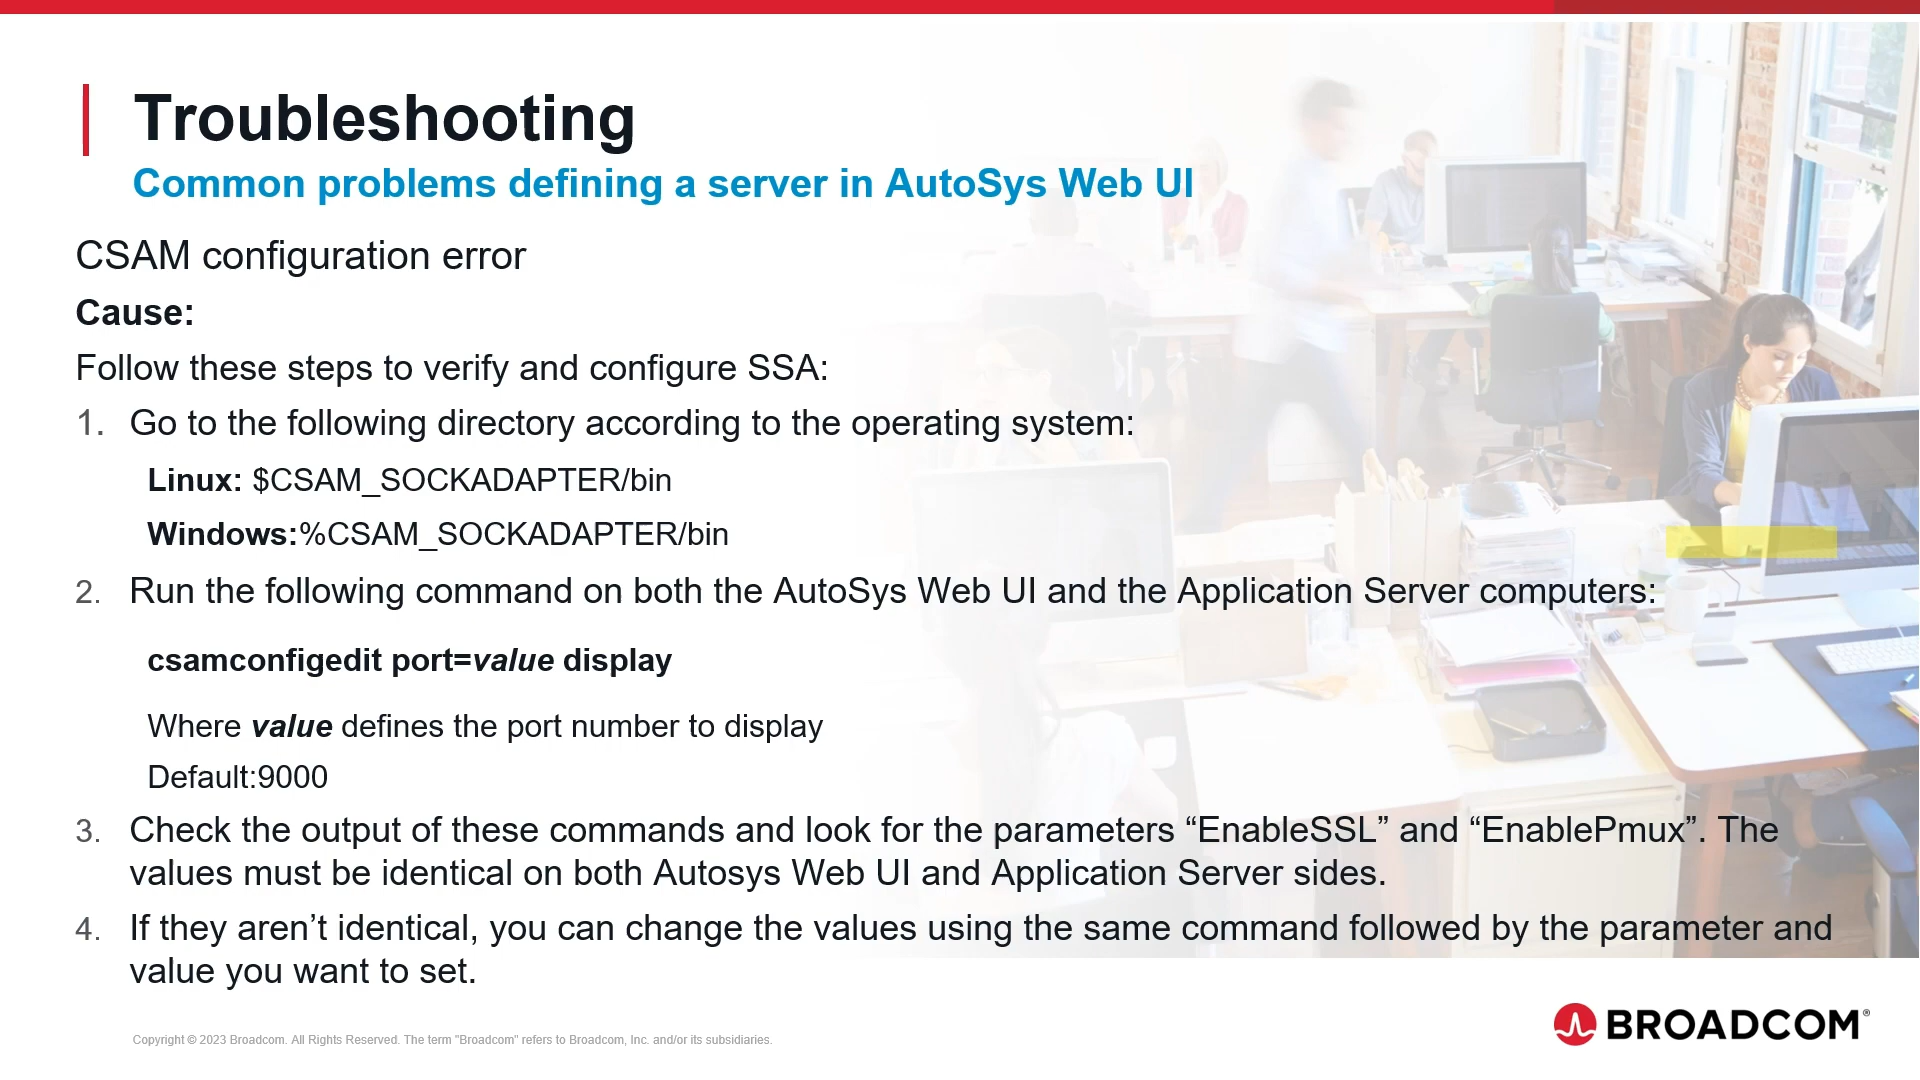 Troubleshooting
Common problems defining a server in AutoSys Web UI
CSAM configuration error
Cause:
Follow these steps to verify and configure SSA:
1. Go to the following directory according to the operating system:
Linux: $CSAM_SOCKADAPTER/bin
Windows:%CSAM_SOCKADAPTER/bin
2. Run the following command on both the AutoSys Web UI and the Application Server computers:
csamconfigedit port=value display
Where value defines the port number to display
Default:9000
3. Check the output of these commands and look for the parameters “EnableSSL” and “EnablePmux”. The
values must be identical on both Autosys Web UI and Application Server sides.
4. If they aren’t identical, you can change the values using the same command followed by the parameter and
value you want to set.
Copyright © 2023 Broadcom. All Rights Reserved. The term "Broadcom" refers to Broadcom, Inc. and/or its subsidiaries.
BROADCOM®